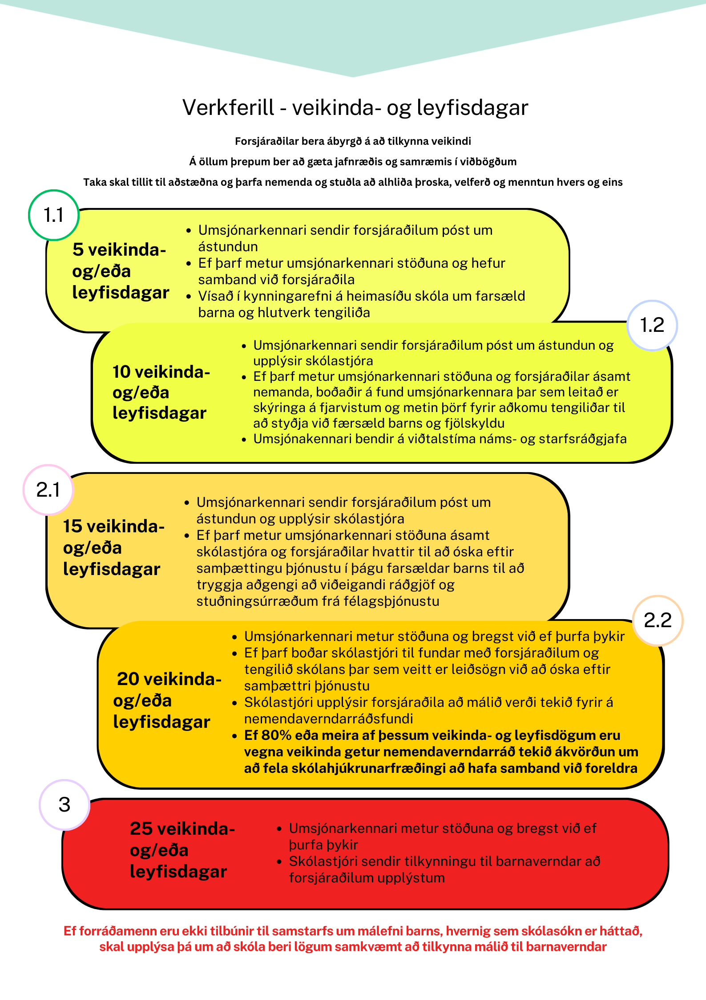 Verkferill - veikinda- og leyfisdagar
Forsjáraðilar bera ábyrgð á að tilkynna veikindi
Á öllum þrepum ber að gæta jafnræðis og samræmis í viðbögðum
Taka skal tillit til aðstæðna og þarfa nemenda og stuðla að alhliða þroska, velferð og menntun hvers og eins
1.1
5 veikinda-
og/eða
leyfisdagar
• Umsjónarkennari sendir forsjáraðilum póst um
ástundun
• Ef þarf metur umsjónarkennari stöðuna og hefur
samband við forsjáraðila
• Vísað í kynningarefni á heimasíðu skóla um farsæld
barna og hlutverk tengiliða
1.2
10 veikinda-
og/eða
leyfisdagar
• Umsjónarkennari sendir forsjáraðilum póst um ástundun og
upplýsir skólastjóra
• Ef þarf metur umsjónarkennari stöðuna og forsjáraðilar ásamt
nemanda, boðaðir á fund umsjónarkennara þar sem leitað er
skýringa á fjarvistum og metin þörf fyrir aðkomu tengiliðar til
að styðja við færsæld barns og fjölskyldu
• Umsjónakennari bendir á viðtalstíma náms- og starfsráðgjafa
2.1
15 veikinda-
og/eða
leyfisdagar
• Umsjónarkennari sendir forsjáraðilum póst um
ástundun og upplýsir skólastjóra
• Ef þarf metur umsjónarkennari stöðuna ásamt
skólastjóra og forsjáraðilar hvattir til að óska eftir
samþættingu þjónustu í þágu farsældar barns til að
tryggja aðgengi að viðeigandi ráðgjöf og
stuðningsúrræðum frá félagsþjónustu
2.2
20 veikinda-
og/eða
leyfisdagar
• Umsjónarkennari metur stöðuna og bregst við ef þurfa þykir
• Ef þarf boðar skólastjóri til fundar með forsjáraðilum og
tengilið skólans þar sem veitt er leiðsögn við að óska eftir
samþættri þjónustu
• Skólastjóri upplýsir forsjáraðila að málið verði tekið fyrir á
nemendaverndarráðsfundi
• Ef 80% eða meira af þessum veikinda- og leyfisdögum eru
vegna veikinda getur nemendaverndarráð tekið ákvörðun um
að fela skólahjúkrunarfræðingi að hafa samband við foreldra
3
25 veikinda-
og/eða
leyfisdagar
• Umsjónarkennari metur stöðuna og bregst við ef
þurfa þykir
• Skólastjóri sendir tilkynningu til barnaverndar að
forsjáraðilum upplýstum
Ef forráðamenn eru ekki tilbúnir til samstarfs um málefni barns, hvernig sem skólasókn er háttað,
skal upplýsa þá um að skóla beri lögum samkvæmt að tilkynna málið til barnaverndar